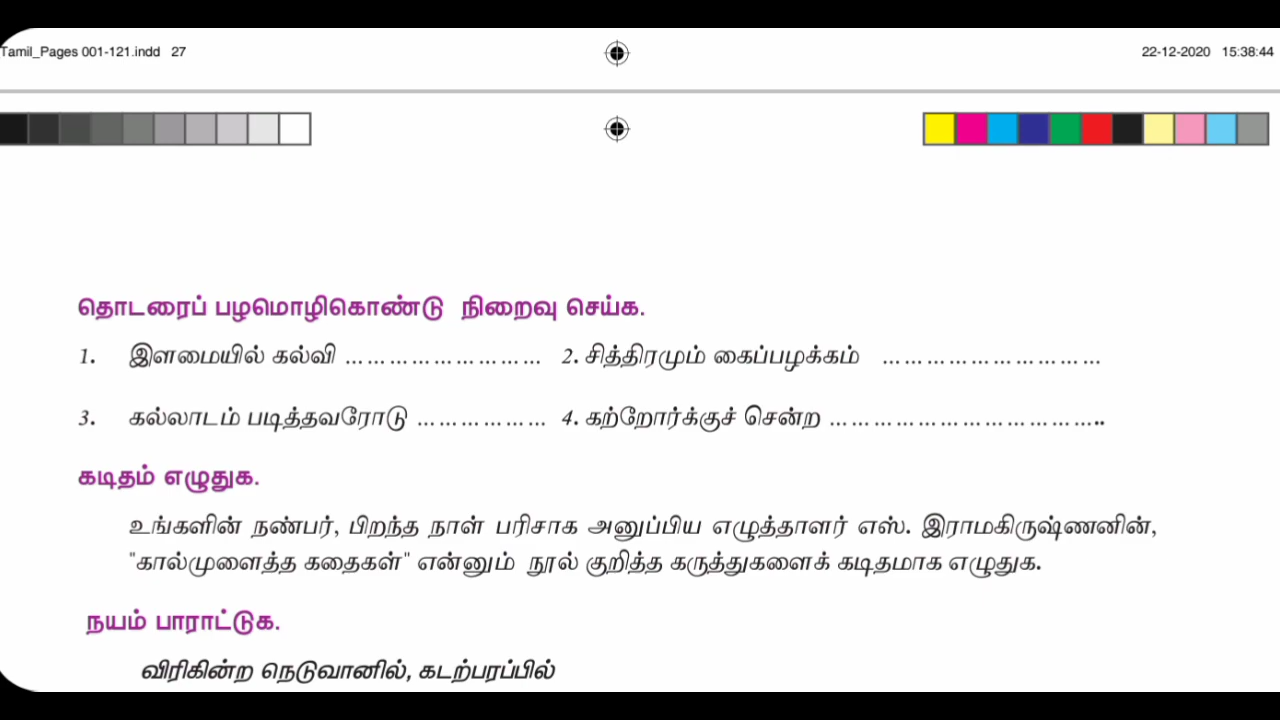 Tamil_Pages 001-121.indd 27 22-12-2020 15:38:44
தொடரைப் பழமொழிகொண்டு நிறைவு செய்க.
1. இளமையில் கல்வி ... ... ... ... ... ... ... ... ... 2. சித்திரமும் கைப்பழக்கம் ... ... ... ... ... ... ... ... ... ...
3. கல்லாடம் படித்தவரோடு ... ... ... ... ... ... 4. கற்றோர்க்குச் சென்ற ... ... ... ... ... ... ... ... ... ... ... .....
கடிதம் எழுதுக.
உங்களின் நண்பர், பிறந்த நாள் பரிசாக அனுப்பிய எழுத்தாளர் எஸ். இராமகிருஷ்ணனின்,
"கால்முளைத்த கதைகள்" என்னும் நூல் குறித்த கருத்துகளைக் கடிதமாக எழுதுக.
நயம் பாராட்டுக.
விரிகின்ற நெடுவானில், கடற்பரப்பில்